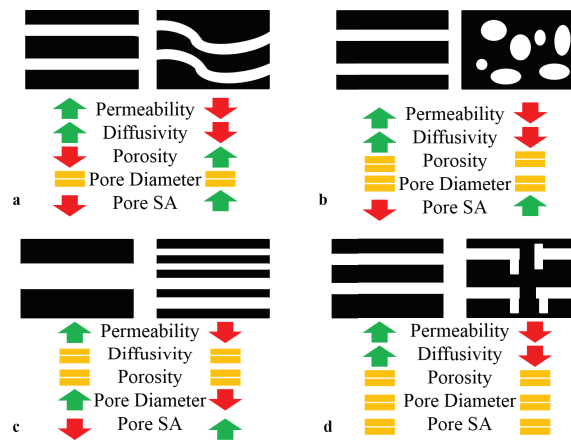 Permeability
Diffusivity
Porosity
Pore Diameter
a Pore SA
Permeability
Diffusivity
Porosity
Pore Diameter
b Pore SA
Permeability
Diffusivity
Porosity
Pore Diameter
c Pore SA
Permeability
Diffusivity
Porosity
Pore Diameter
Pore SA
d